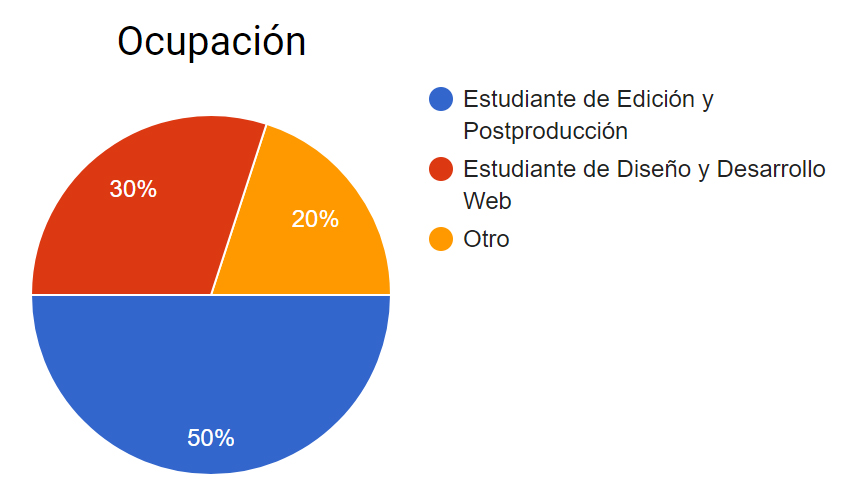 Ocupación
Estudiante de Edición y
Postproducción
Estudiante de Diseño y Desarrollo
Web
Otro
30%
20%
50%